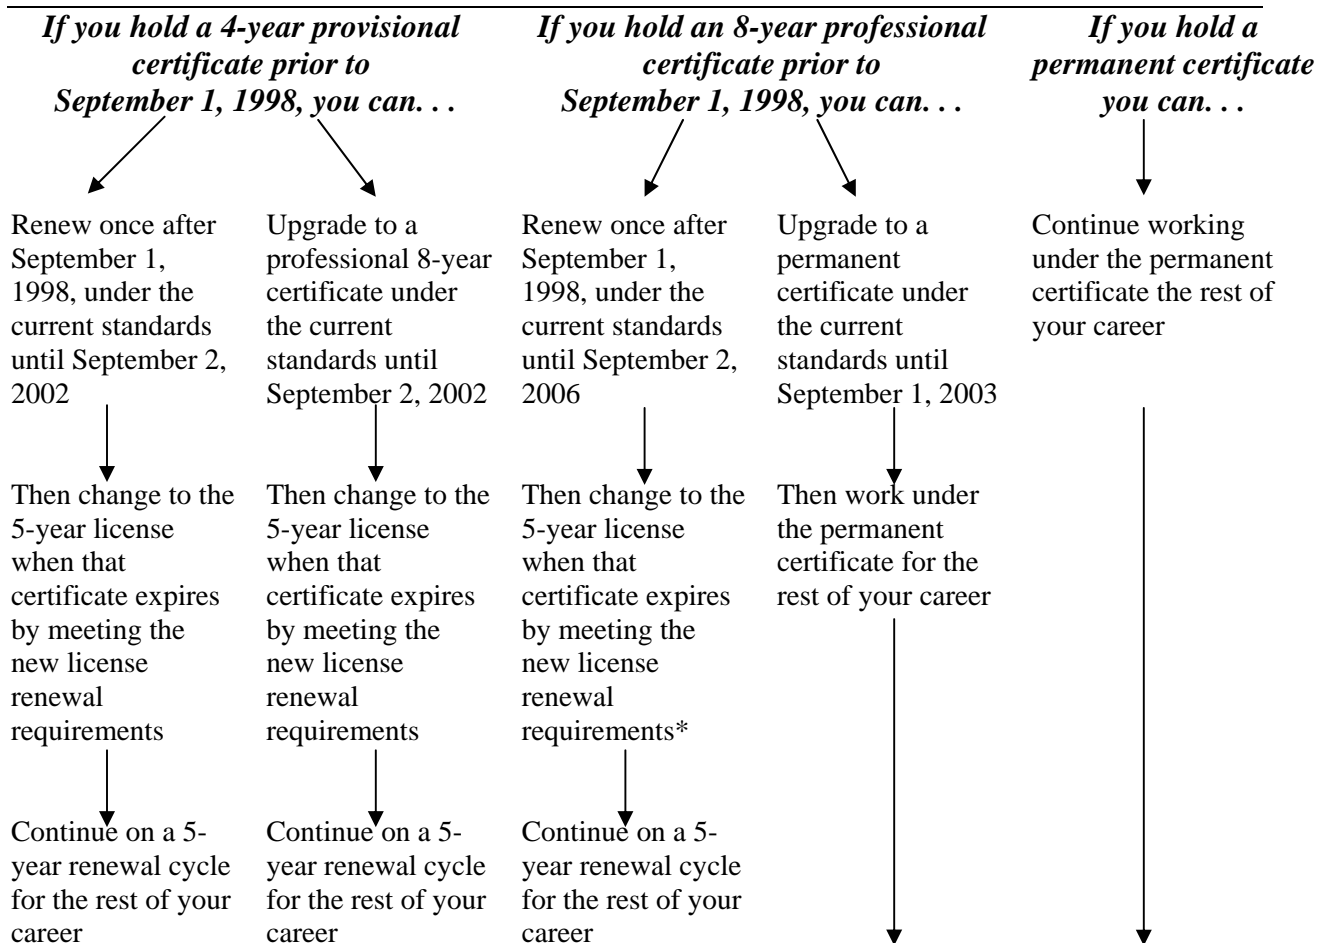 If you hold a 4-year provisional
certificate prior to
September 1, 1998, you can. . .
If you hold an 8-year professional
certificate prior to
September 1, 1998, you can. . .
If you hold a
permanent certificate
you can. . .
Renew once after
September 1,
1998, under the
current standards
until September 2,
2002
Upgrade to a
professional 8-year
certificate under
the current
standards until
September 2, 2002
Renew once after
September 1,
1998, under the
current standards
until September 2,
2006
Upgrade to a
permanent
certificate under
the current
standards until
September 1, 2003
Continue working
under the permanent
certificate the rest of
your career
Then change to the
5-year license
when that
certificate expires
by meeting the
new license
renewal
requirements
Then change to the
5-year license
when that
certificate expires
by meeting the
new license
renewal
requirements
Then change to the
5-year license
when that
certificate expires
by meeting the
new license
renewal
requirements*
Then work under
the permanent
certificate for the
rest of your career
Continue on a 5-
year renewal cycle
for the rest of your
career
Continue on a 5-
year renewal cycle
for the rest of your
career
Continue on a 5-
year renewal cycle
for the rest of your
career